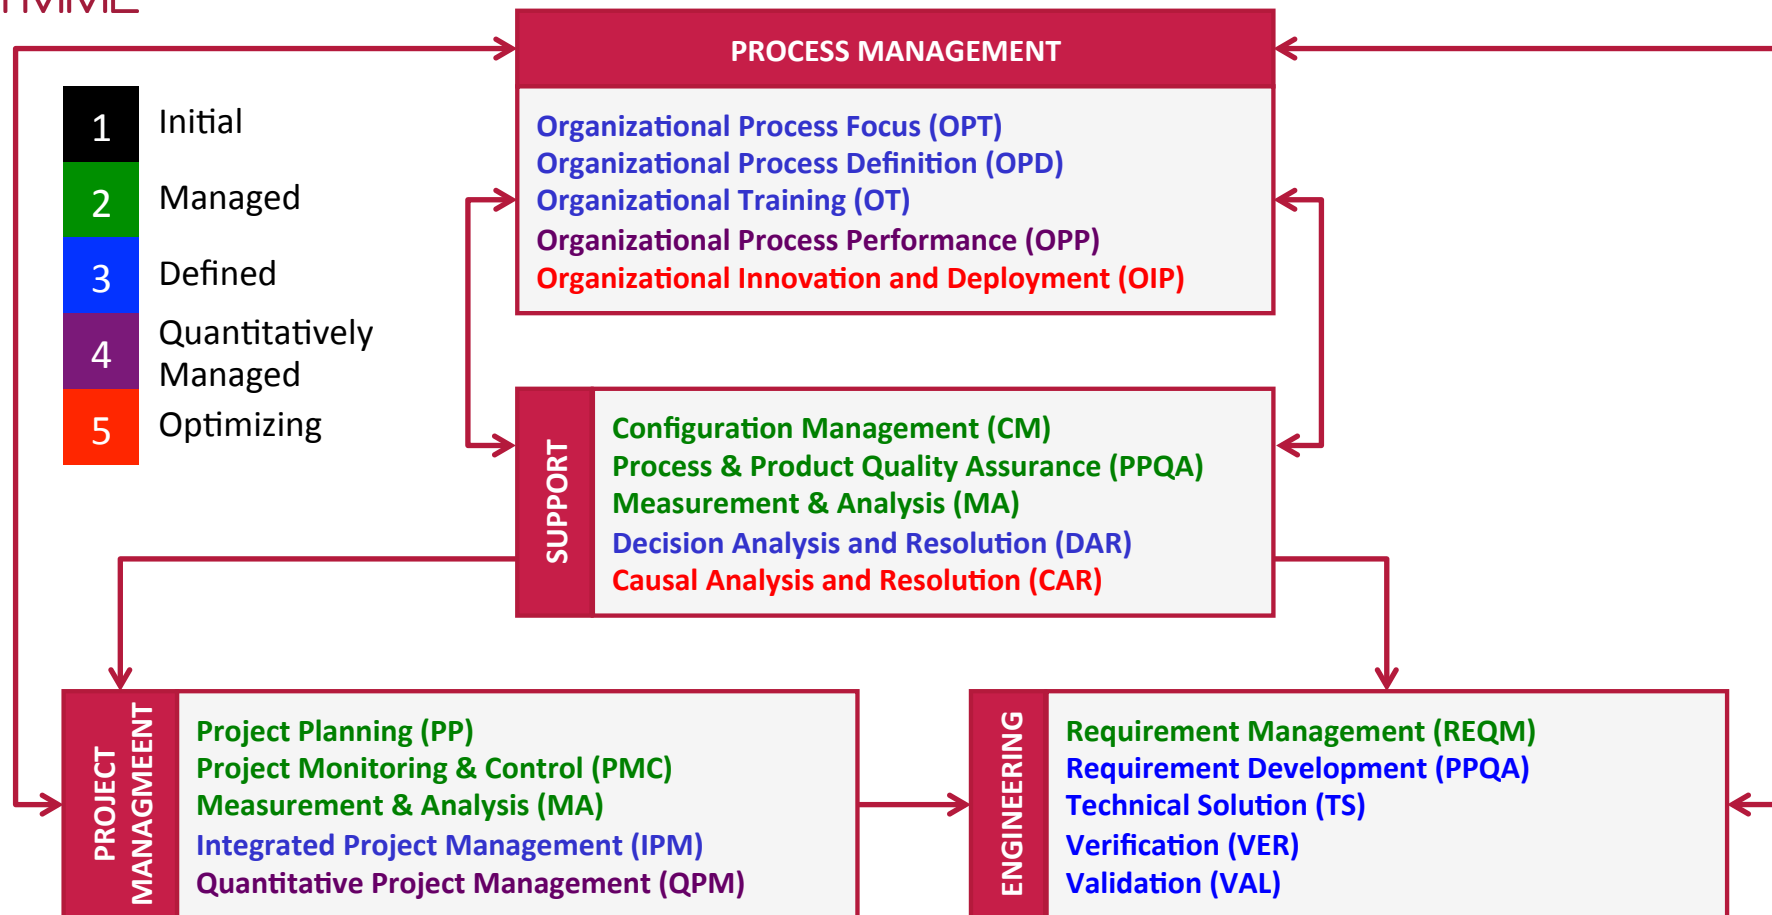 PROCESS MANAGEMENT
1 Initial
2 Managed
3 Defined
4 Quantitatively
Managed
5 Optimizing
Organizational Process Focus (OPT)
Organizational Process Definition (OPD)
Organizational Training (OT)
Organizational Process Performance (OPP)
Organizational Innovation and Deployment (OIP)
SUPPORT
Configuration Management (CM)
Process & Product Quality Assurance (PPQA)
Measurement & Analysis (MA)
Decision Analysis and Resolution (DAR)
Causal Analysis and Resolution (CAR)
PROJECT
MANAGMEENT
Project Planning (PP)
Project Monitoring & Control (PMC)
Measurement & Analysis (MA)
Integrated Project Management (IPM)
Quantitative Project Management (QPM)
ENGINEERING
Requirement Management (REQM)
Requirement Development (PPQA)
Technical Solution (TS)
Verification (VER)
Validation (VAL)